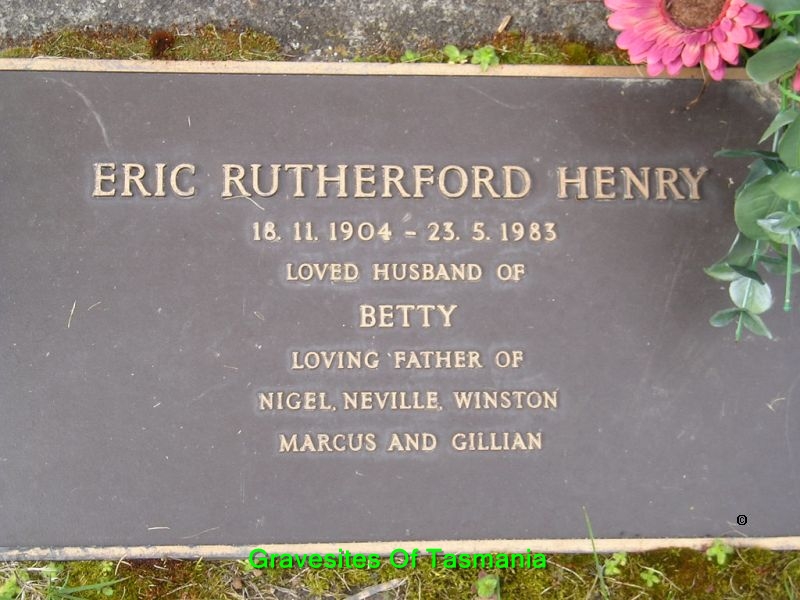 ERIC RUTHERFORD HENRY
18. 11. 1904 - 23. 5. 1983
LOVED HUSBAND OF
BETTY
LOVING FATHER OF
NIGEL, NEVILLE, WINSTON
MARCUS AND GILLIAN
©
Gravesites Of Tasmania